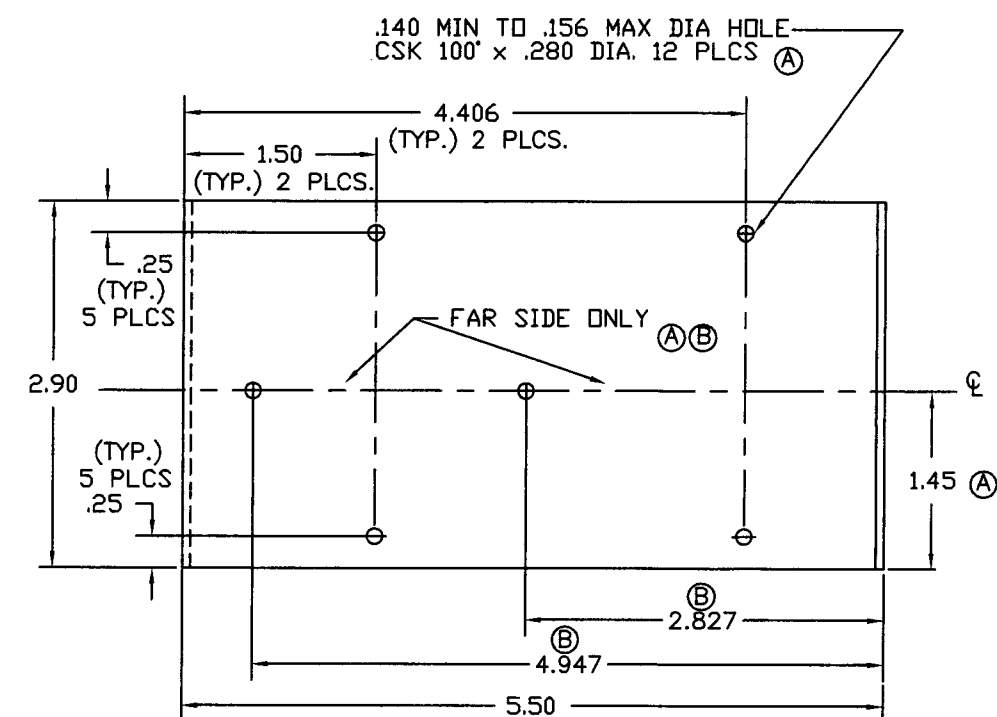 .140 MIN TO .156 MAX DIA HOLE
CSK 100° x .280 DIA. 12 PLCS Ⓐ
4.406
(TYP.) 2 PLCS.
1.50
(TYP.) 2 PLCS.
.25
(TYP.)
5 PLCS
FAR SIDE ONLY ⒶⒷ
2.90
℄
(TYP.)
5 PLCS
.25
1.45 Ⓐ
Ⓑ
2.827
Ⓑ
4.947
5.50